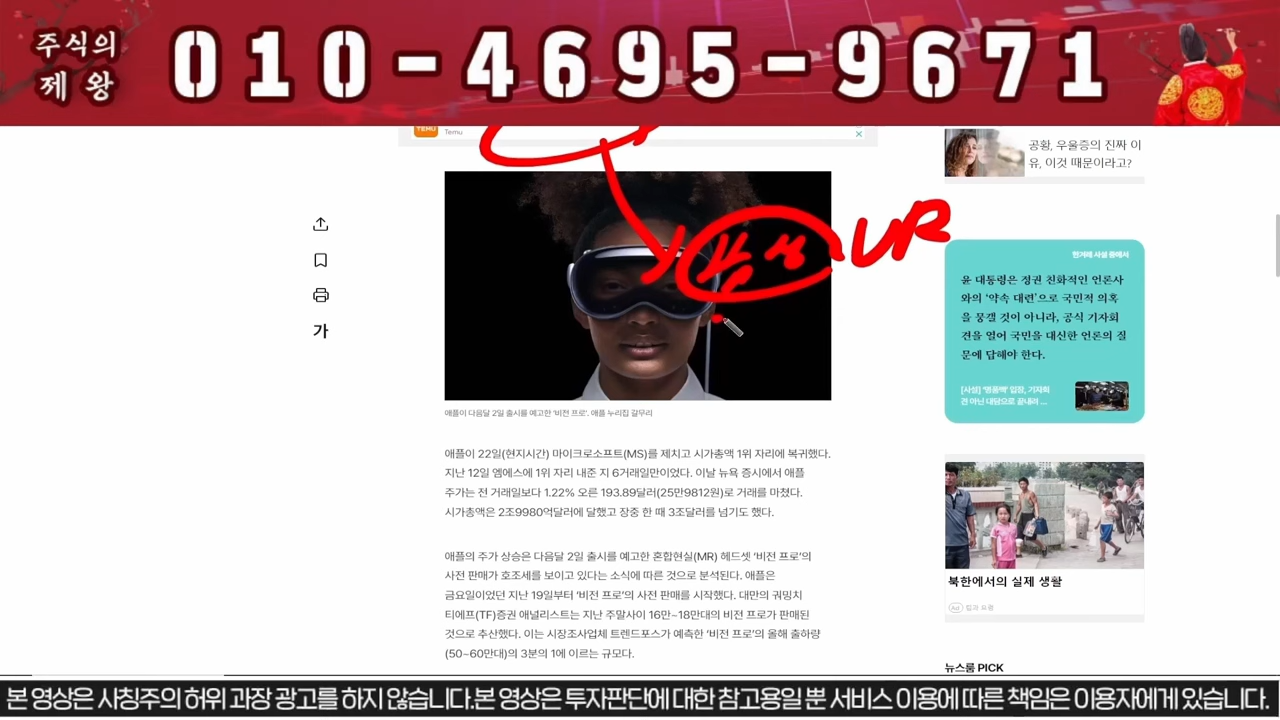 주식의
제 왕
010-4695-9671
TEMU
Temu
공황, 우울증의 진짜 이
유, 이것 때문이라고?
VR
한겨레 사설 중에서
윤 대통령은 정권 친화적인 언론사
와의 ‘약속 대련’으로 국민적 의혹
을 뭉갤 것이 아니라, 공식 기자회
견을 열어 국민을 대신한 언론의 질
문에 답해야 한다.
[사설] ‘명품백’ 입장, 기자회
견 아닌 대담으로 끝내려 ...
가
애플이 다음달 2일 출시를 예고한 ‘비전 프로’. 애플 누리집 갈무리
애플이 22일(현지시간) 마이크로소프트(MS)를 제치고 시가총액 1위 자리에 복귀했다.
지난 12일 엠에스에 1위 자리 내준 지 6거래일만이었다. 이날 뉴욕 증시에서 애플
주가는 전 거래일보다 1.22% 오른 193.89달러(25만9812원)로 거래를 마쳤다.
시가총액은 2조9980억달러에 달했고 장중 한 때 3조달러를 넘기도 했다.
애플의 주가 상승은 다음달 2일 출시를 예고한 혼합현실(MR) 헤드셋 ‘비전 프로’의
사전 판매가 호조세를 보이고 있다는 소식에 따른 것으로 분석된다. 애플은
금요일이었던 지난 19일부터 ‘비전 프로’의 사전 판매를 시작했다. 대만의 궈밍치
티에프(TF)증권 애널리스트는 지난 주말사이 16만~18만대의 비전 프로가 판매된
것으로 추산했다. 이는 시장조사업체 트렌드포스가 예측한 ‘비전 프로’의 올해 출하량
(50~60만대)의 3분의 1에 이르는 규모다.
북한에서의 실제 생활
Ad
뉴스룸 PICK
본 영상은 사칭주의 허위 과장 광고를 하지 않습니다.본 영상은 투자판단에 대한 참고용일 뿐 서비스 이용에 따른 책임은 이용자에게 있습니다.